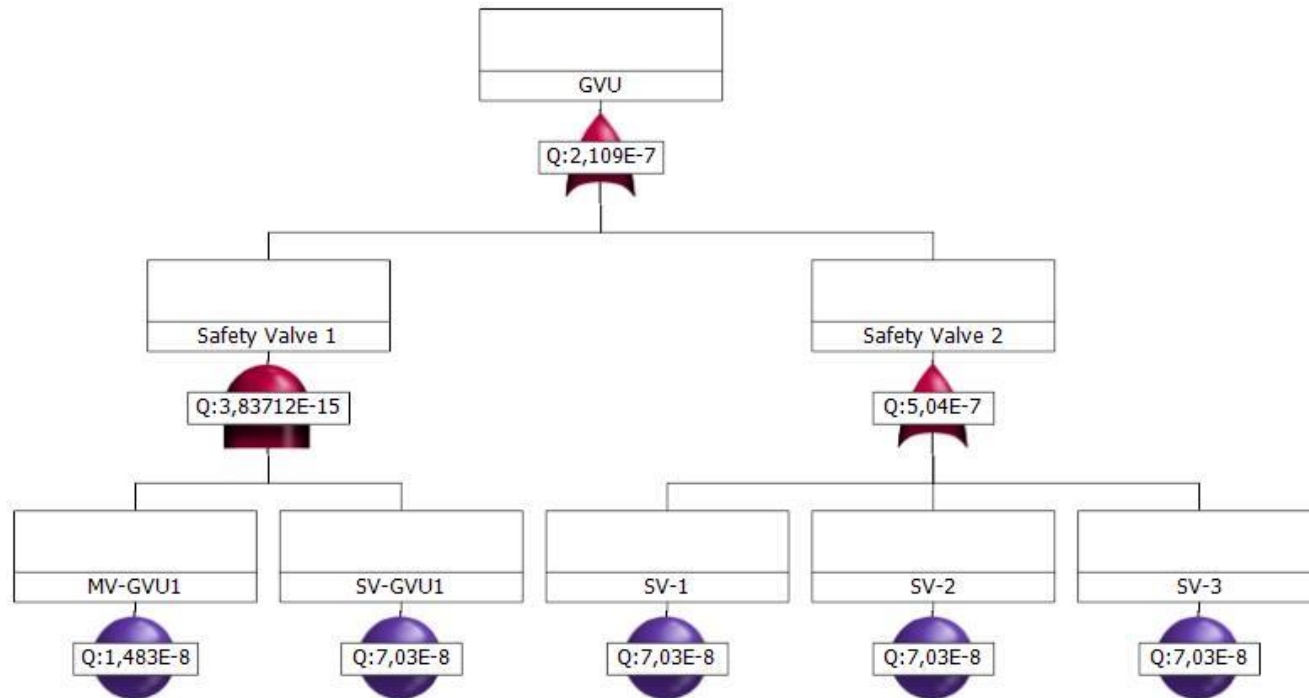 GVU
Q:2,109E-7
Safety Valve 1
Safety Valve 2
Q:3,83712E-15
Q:5,04E-7
MV-GVU1
SV-GVU1
SV-1
SV-2
SV-3
Q:1,483E-8
Q:7,03E-8
Q:7,03E-8
Q:7,03E-8
Q:7,03E-8